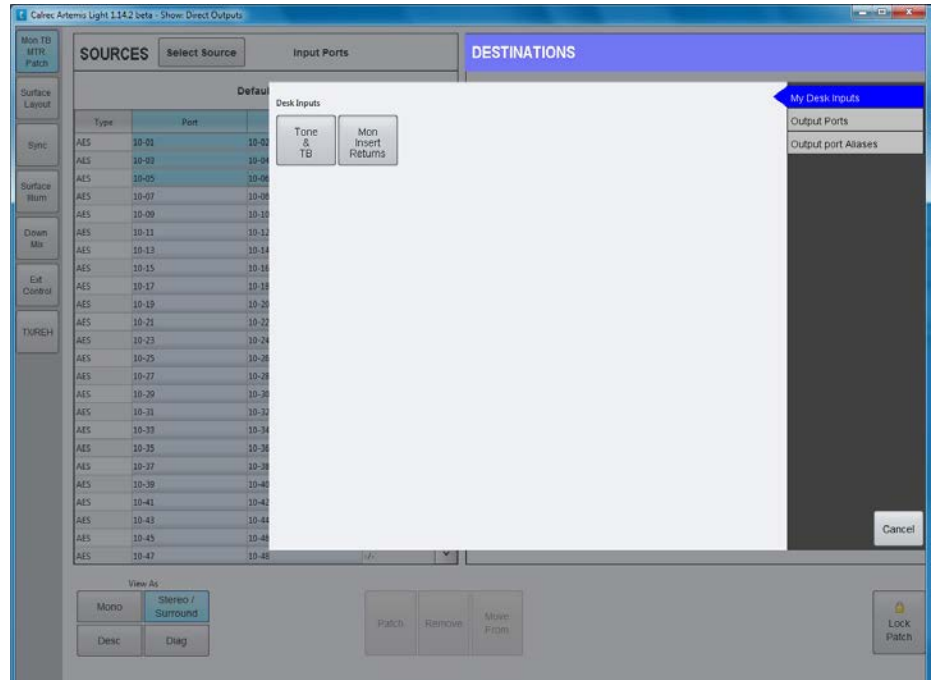 Calrec Artemis Light 1.14.2 beta - Show: Direct Outputs
Mon TB
MTR
Patch
Surface
Layout
Sync
Surface
Illum
Down
Mix
Ext
Control
TX/REH
SOURCES
Select Source
Input Ports
DESTINATIONS
Defaul
Type
Port
AES 10-01 10-02
AES 10-03 10-04
AES 10-05 10-06
AES 10-07 10-08
AES 10-09 10-10
AES 10-11 10-12
AES 10-13 10-14
AES 10-15 10-16
AES 10-17 10-18
AES 10-19 10-20
AES 10-21 10-22
AES 10-23 10-24
AES 10-25 10-26
AES 10-27 10-28
AES 10-29 10-30
AES 10-31 10-32
AES 10-33 10-34
AES 10-35 10-36
AES 10-37 10-38
AES 10-39 10-40
AES 10-41 10-42
AES 10-43 10-44
AES 10-45 10-46
AES 10-47 10-48 -/-
Desk Inputs
Tone
&
TB
Mon
Insert
Returns
My Desk Inputs
Output Ports
Output port Aliases
Cancel
View As
Mono
Stereo /
Surround
Desc
Diag
Patch
Remove
Move
From
Lock
Patch